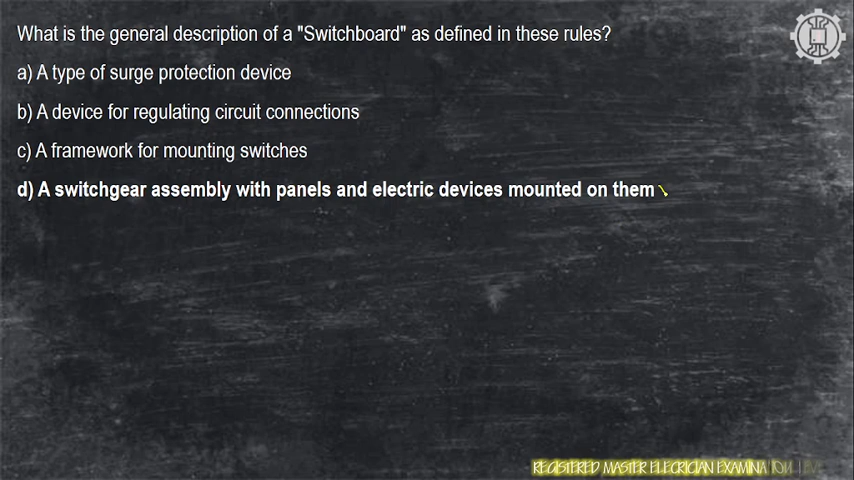 What is the general description of a "Switchboard" as defined in these rules?
a) A type of surge protection device
b) A device for regulating circuit connections
c) A framework for mounting switches
d) A switchgear assembly with panels and electric devices mounted on them
REGISTERED MASTER ELECRICIAN EXAMINATION